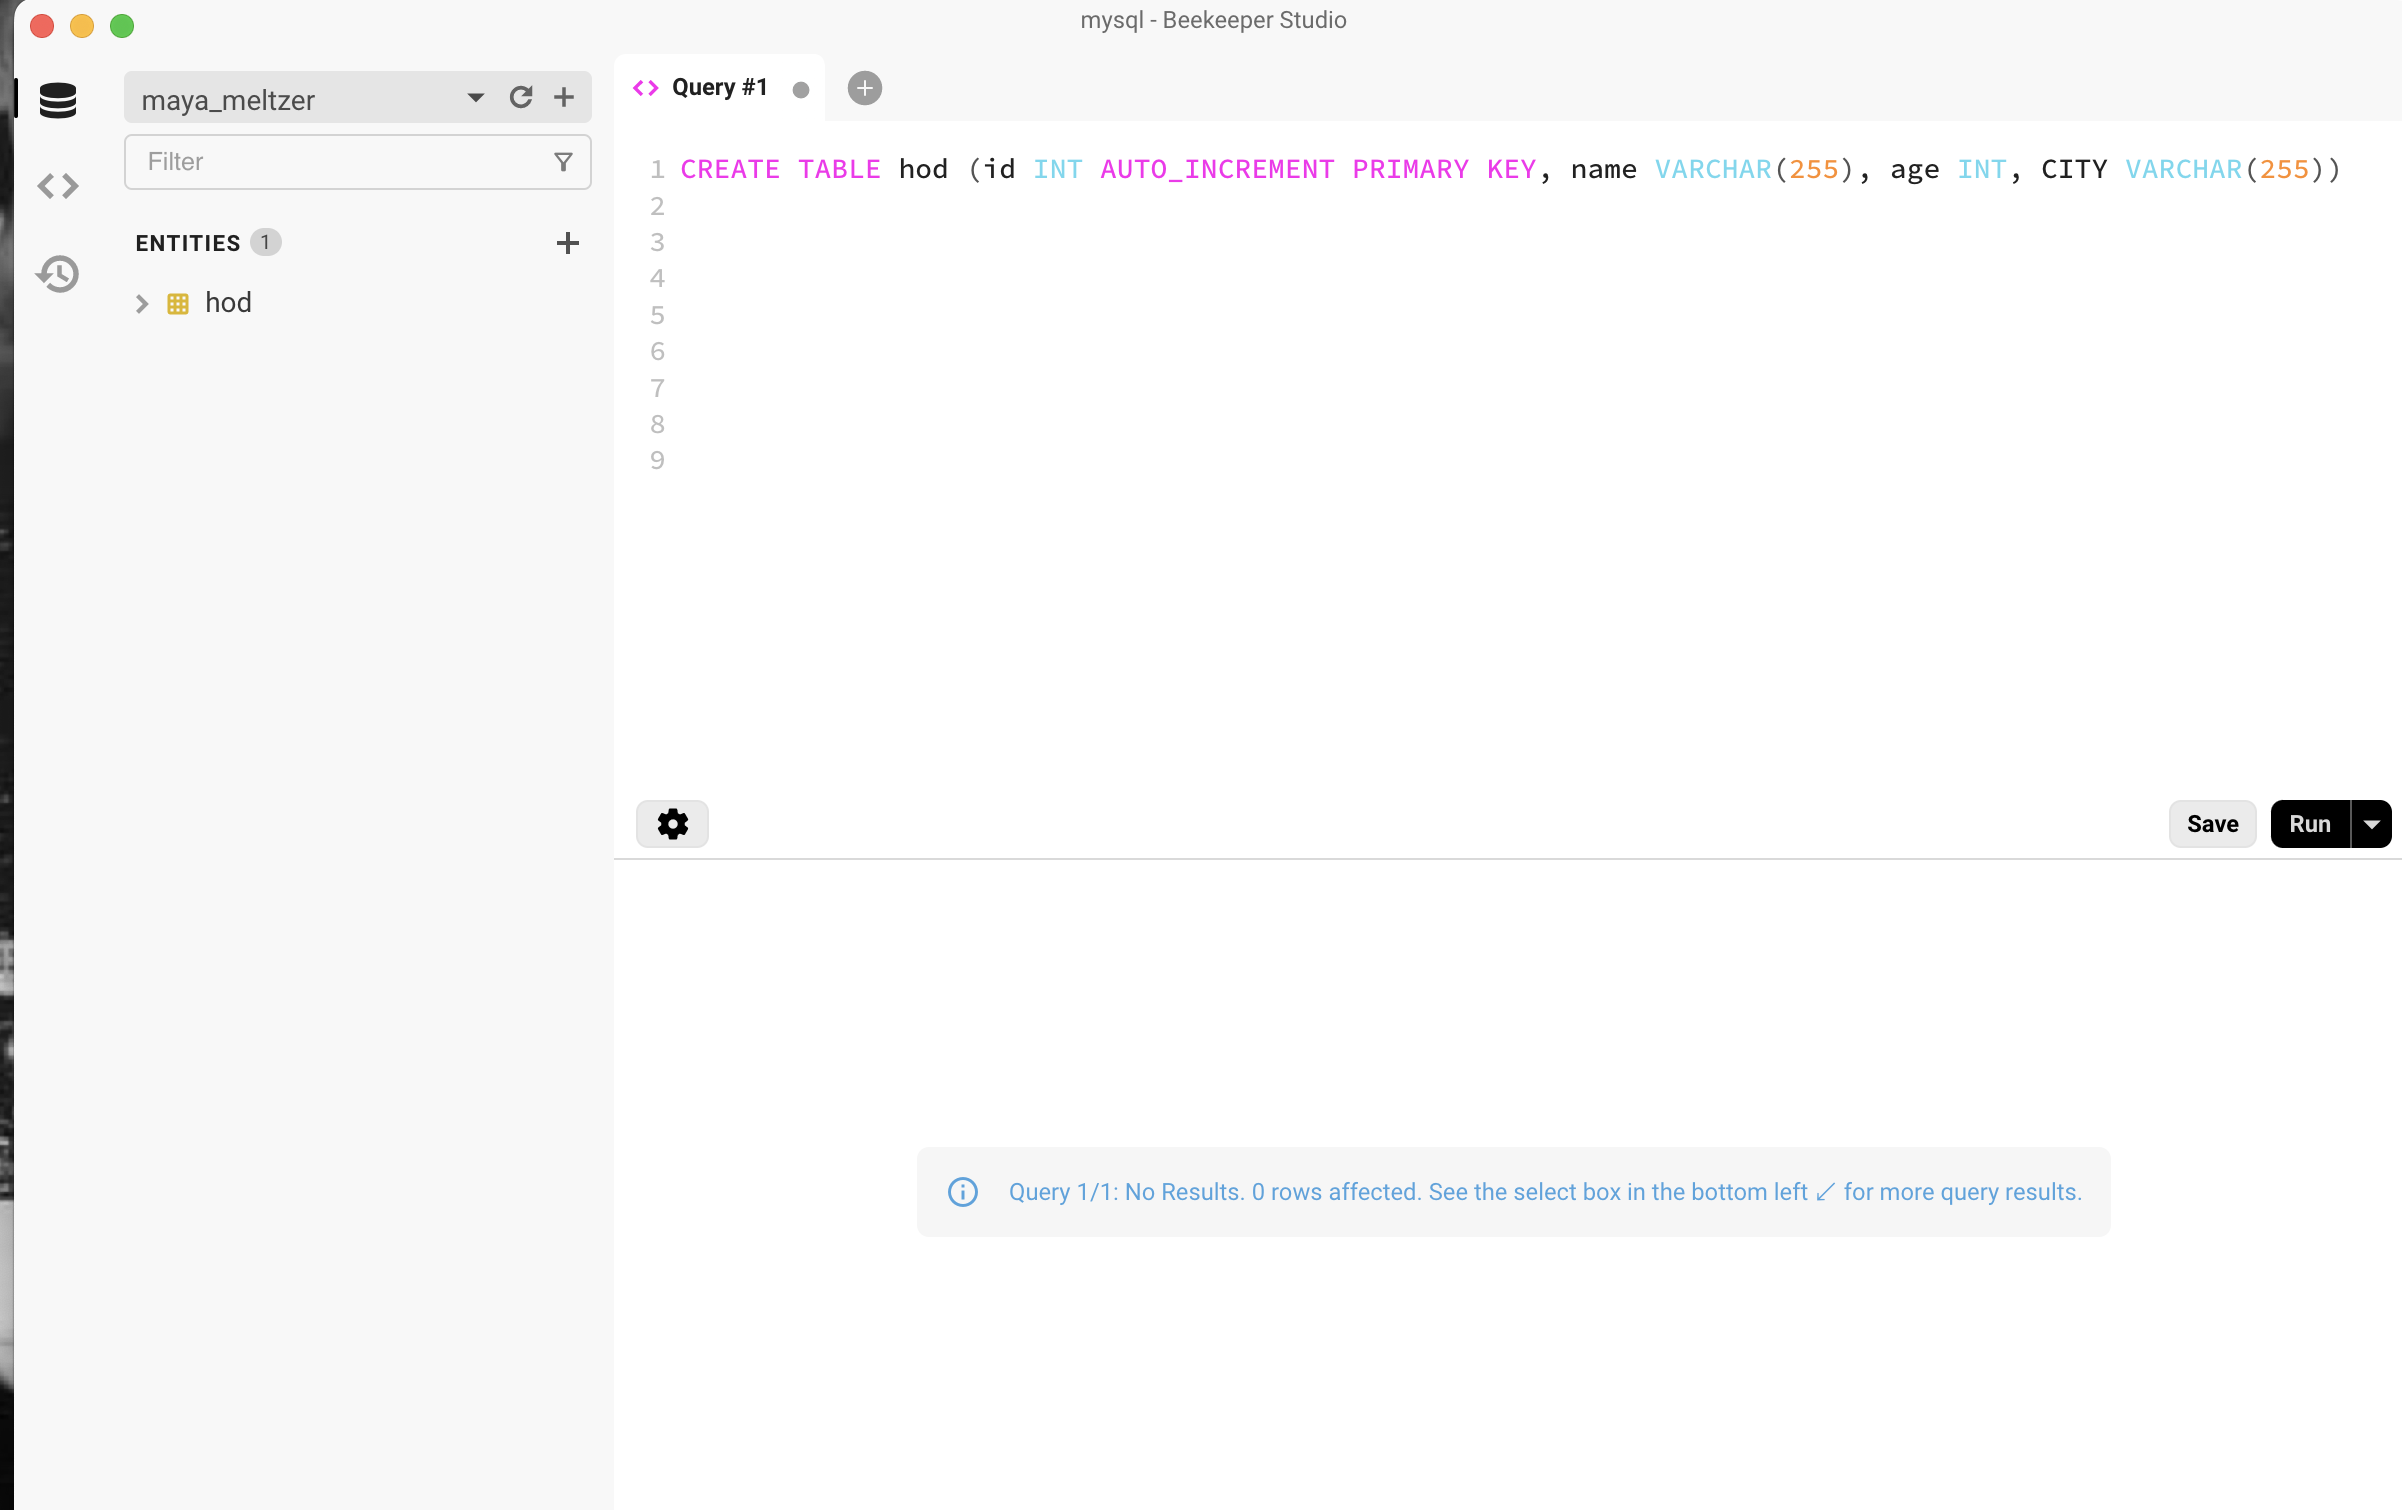 mysql - Beekeeper Studio
maya_meltzer
Filter
ENTITIES 1
hod
Query #1
1 CREATE TABLE hod (id INT AUTO_INCREMENT PRIMARY KEY, name VARCHAR(255), age INT, CITY VARCHAR(255))
2
3
4
5
6
7
8
9
Save Run
Query 1/1: No Results. 0 rows affected. See the select box in the bottom left ↙ for more query results.